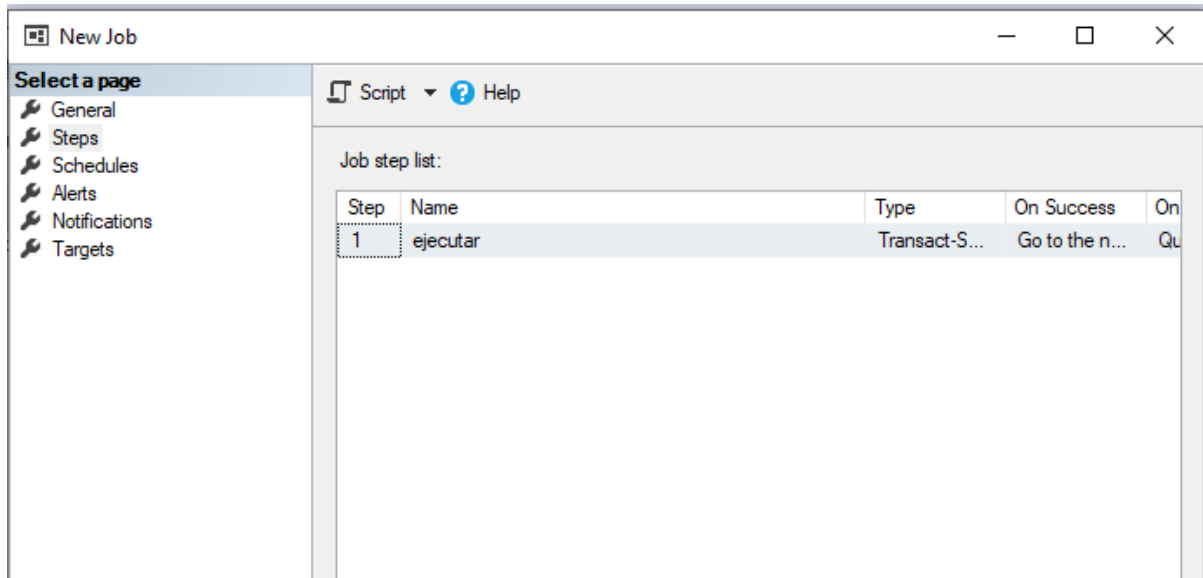 New Job
Select a page
General
Steps
Schedules
Alerts
Notifications
Targets
Script Help
Job step list:
Step Name Type On Success On
1 ejecutar Transact-S... Go to the n... Qu